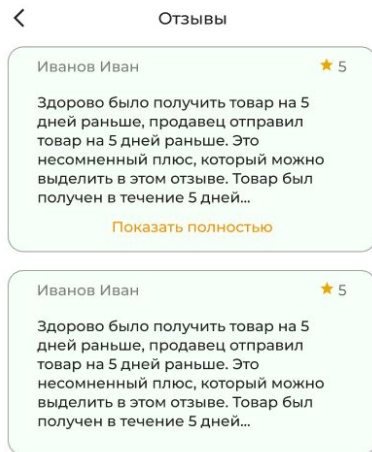 Отзывы
Иванов Иван
5
Здорово было получить товар на 5
дней раньше, продавец отправил
товар на 5 дней раньше. Это
несомненный плюс, который можно
выделить в этом отзыве. Товар был
получен в течение 5 дней...
Показать полностью
Иванов Иван
5
Здорово было получить товар на 5
дней раньше, продавец отправил
товар на 5 дней раньше. Это
несомненный плюс, который можно
выделить в этом отзыве. Товар был
получен в течение 5 дней...